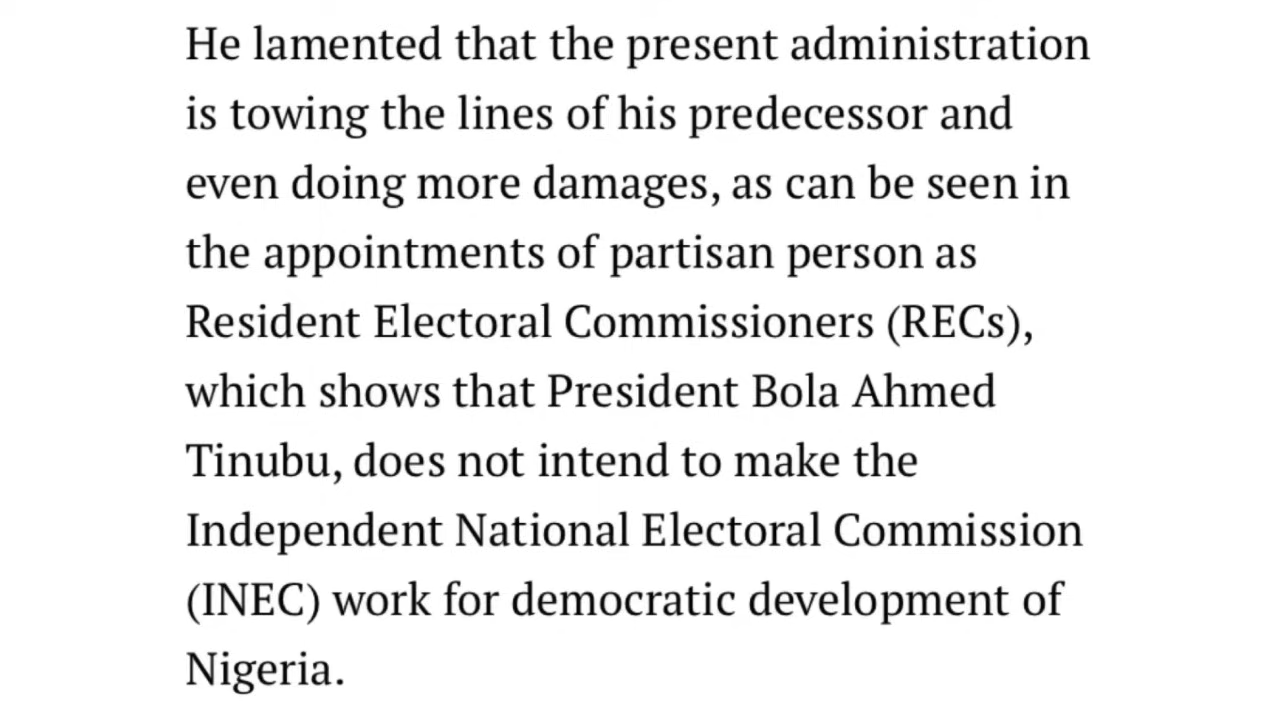 He lamented that the present administration
is towing the lines of his predecessor and
even doing more damages, as can be seen in
the appointments of partisan person as
Resident Electoral Commissioners (RECs),
which shows that President Bola Ahmed
Tinubu, does not intend to make the
Independent National Electoral Commission
(INEC) work for democratic development of
Nigeria.